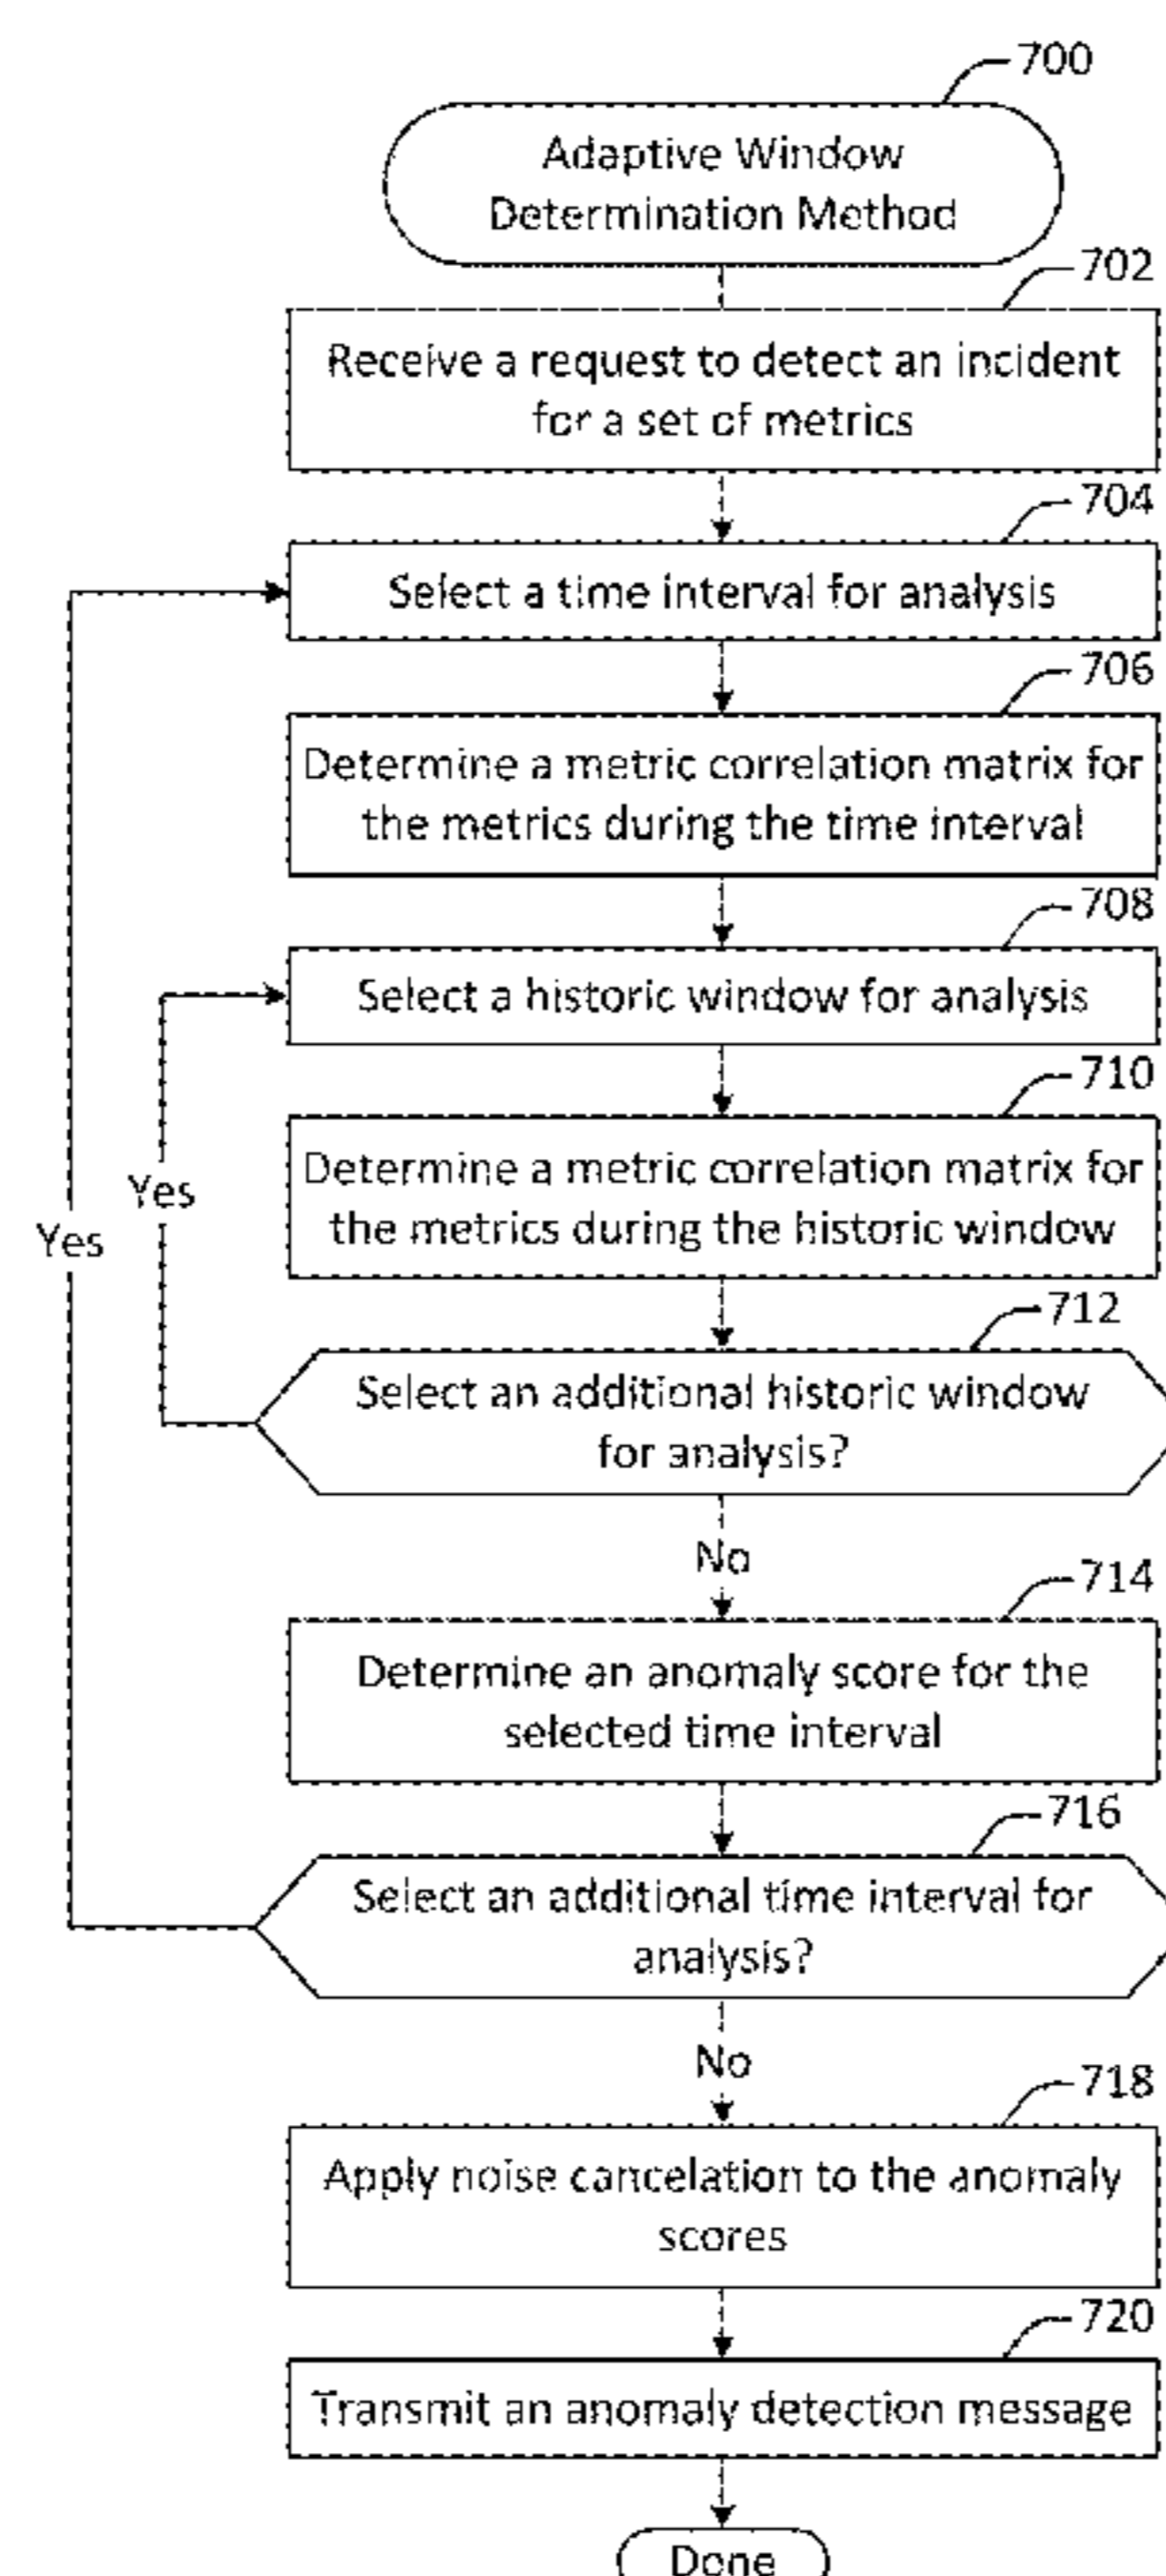 700
Adaptive Window
Determination Method
702
Receive a request to detect an incident
for a set of metrics
704
Select a time interval for analysis
706
Determine a metric correlation matrix for
the metrics during the time interval
708
Select a historic window for analysis
710
Determine a metric correlation matrix for
the metrics during the historic window
Yes
Yes
712
Select an additional historic window
for analysis?
No
714
Determine an anomaly score for the
selected time interval
716
Select an additional time interval for
analysis?
No
718
Apply noise cancelation to the anomaly
scores
720
Transmit an anomaly detection message
Done